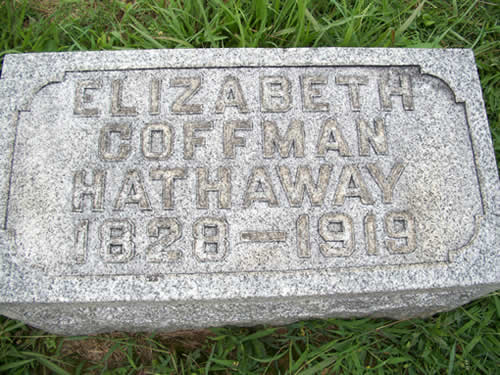 ELIZABETH
COFFMAN
HATHAWAY
1828-1919